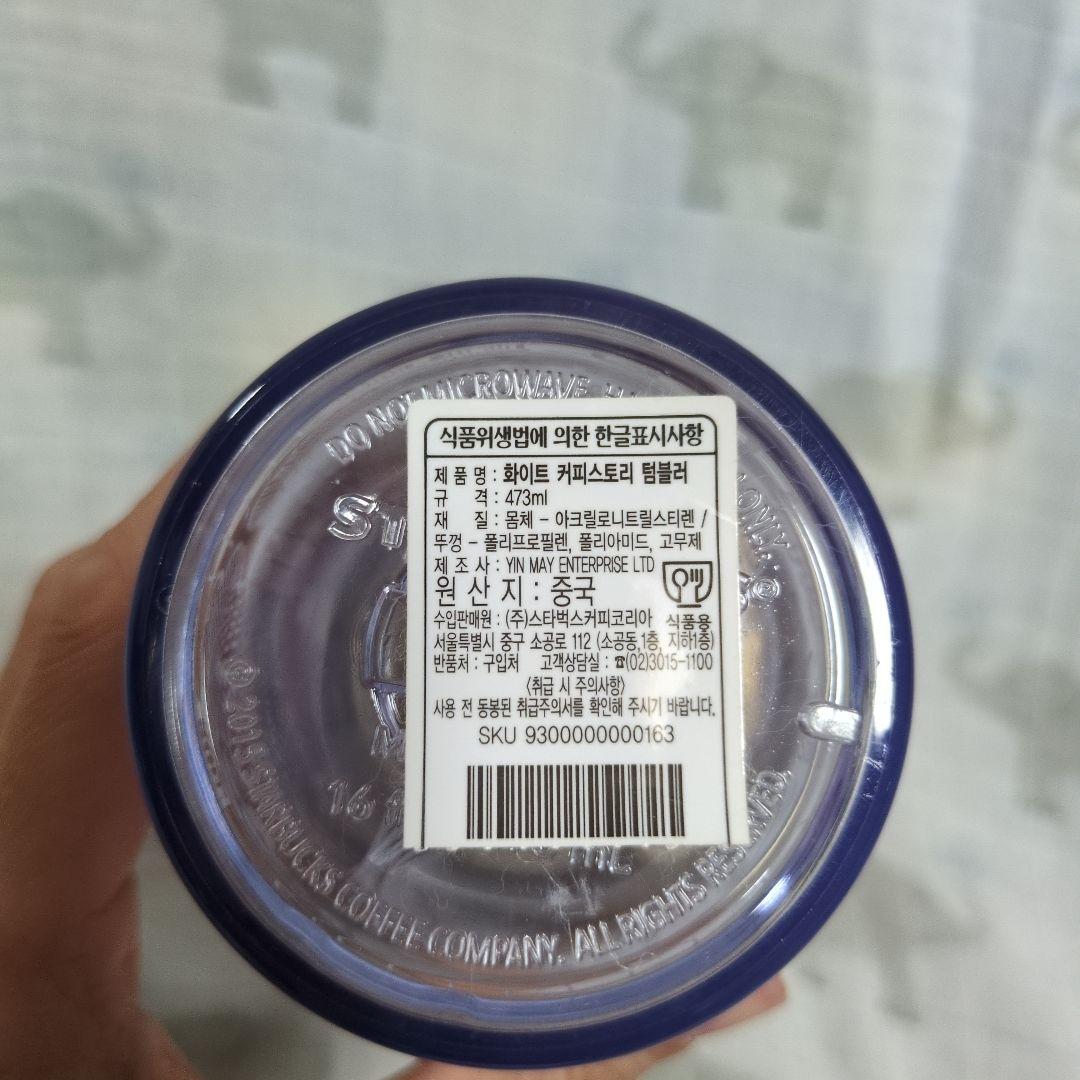 식품위생법에 의한 한글표시사항
제 품 명 : 화이트 커피스토리 텀블러
규 격 : 473ml
재 질 : 몸체 - 아크릴로니트릴스티렌 /
뚜껑 - 폴리프로필렌, 폴리아미드, 고무제
제 조 사 : YIN MAY ENTERPRISE LTD
원 산 지 : 중국
식품용
수입판매원 : (주)스타벅스커피코리아
서울특별시 중구 소공로 112 (소공동,1층, 지하1층)
반품처 : 구입처 고객상담실 : ☎(02)3015-1100
〈취급 시 주의사항〉
사용 전 동봉된 취급주의서를 확인해 주시기 바랍니다.
SKU 9300000000163
DO NOT MICROWAVE.
ONLY.
16
mL
STARBUCKS COFFEE COMPANY. ALL RIGHTS RESERVED.